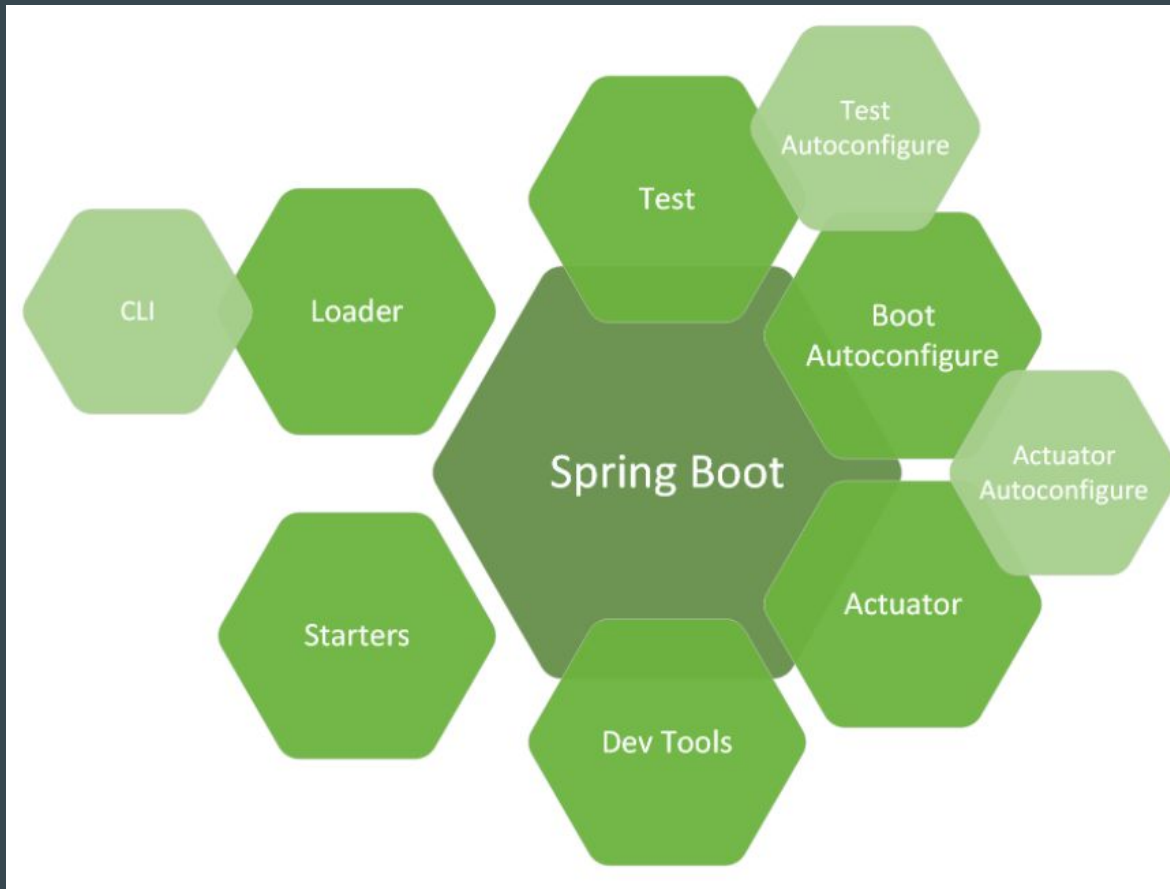 Test
Autoconfigure
Test
CLI
Loader
Boot
Autoconfigure
Spring Boot
Actuator
Autoconfigure
Starters
Actuator
Dev Tools